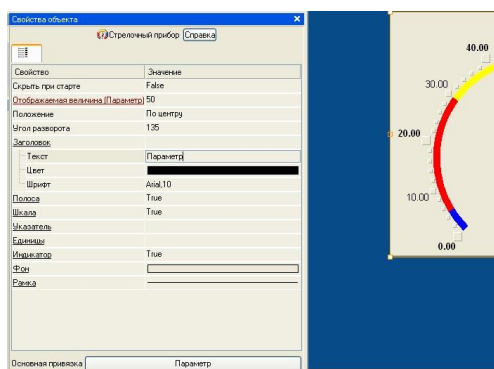 Свойства объекта
Стрелочный прибор Справка
Свойство Значение
Скрыть при старте False
Отображаемая величина (Параметр) 50
Положение По центру
Угол разворота 135
Заголовок
Текст Параметр
Цвет
Шрифт Arial,10
Полоса True
Шкала True
Указатель
Единицы
Индикатор True
Фон
Рамка
Основная привязка Параметр
40.00
30.00
20.00
10.00
0.00